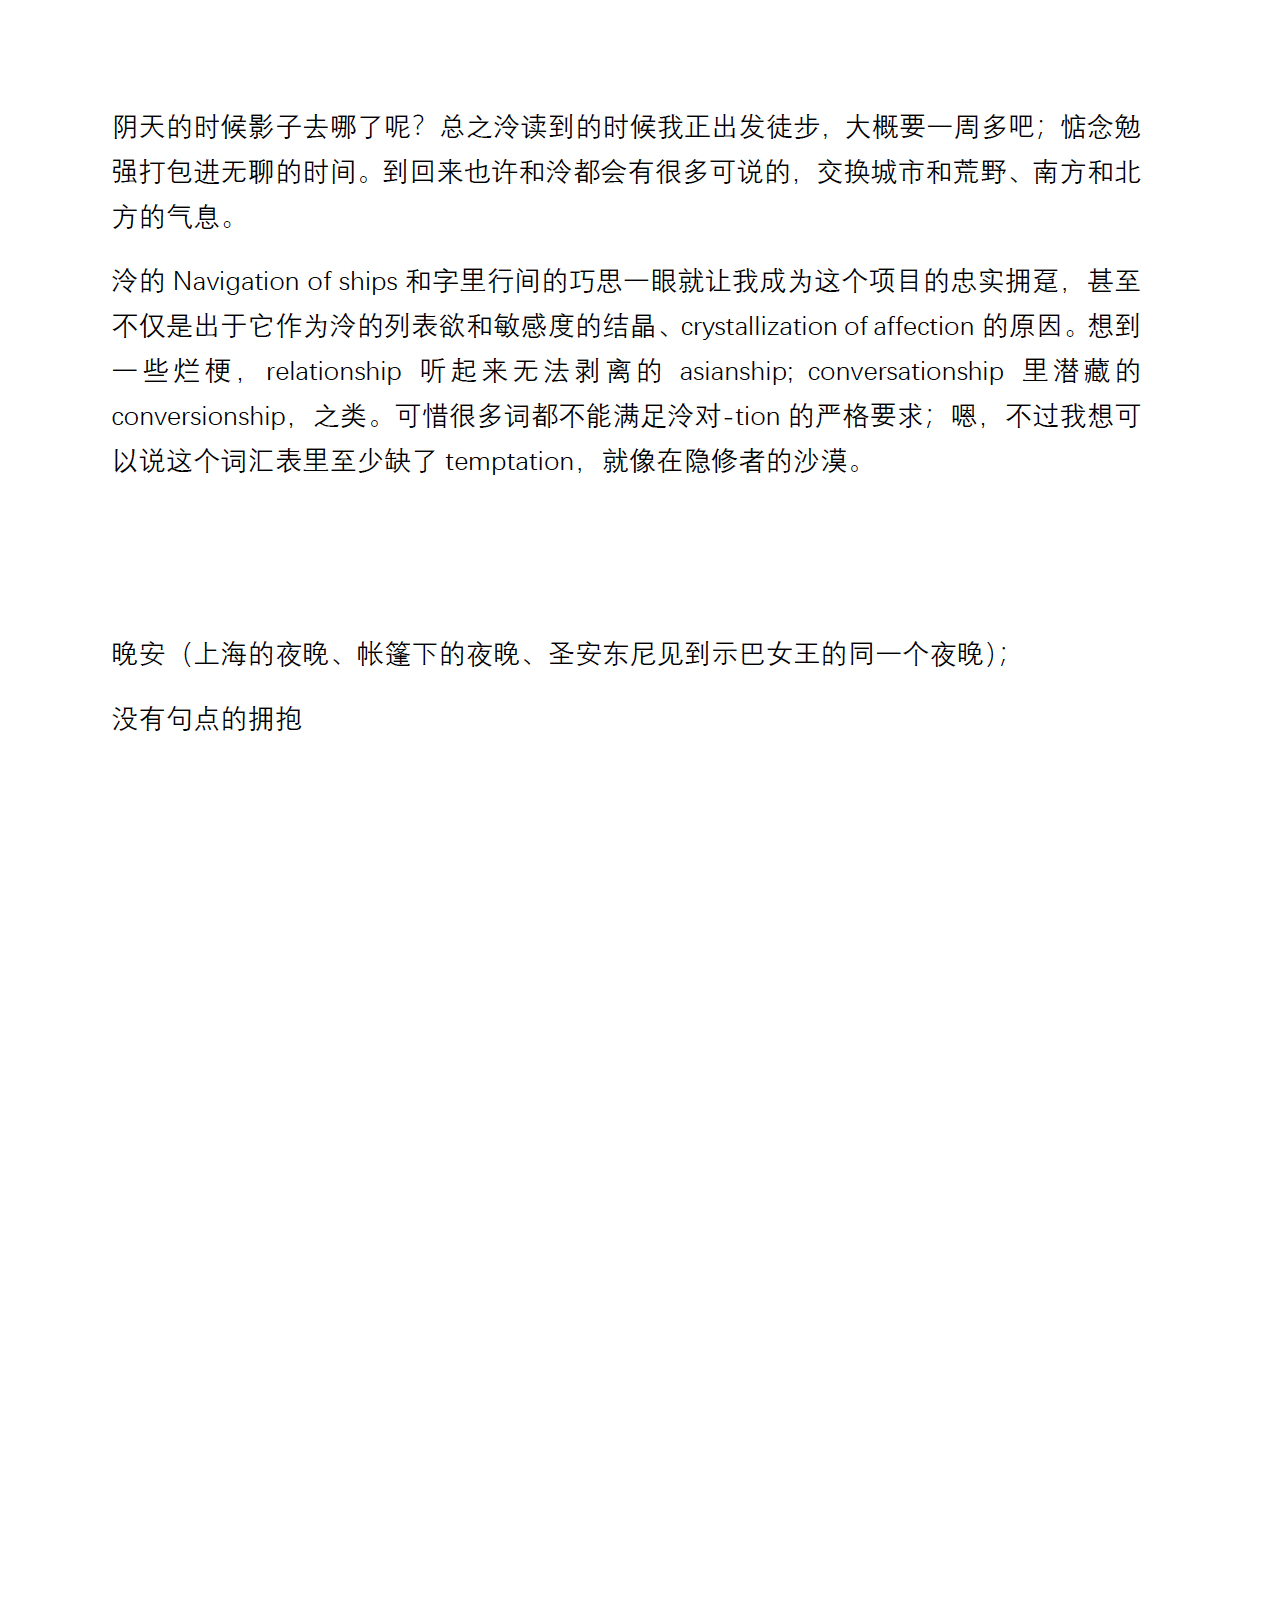 阴天的时候影子去哪了呢？总之泠读到的时候我正出发徒步，大概要一周多吧；惦念勉
强打包进无聊的时间。到回来也许和泠都会有很多可说的，交换城市和荒野、南方和北
方的气息。
泠的 Navigation of ships 和字里行间的巧思一眼就让我成为这个项目的忠实拥趸，甚至
不仅是出于它作为泠的列表欲和敏感度的结晶、crystallization of affection 的原因。想到
一些烂梗，relationship 听起来无法剥离的 asianship; conversationship 里潜藏的
conversionship，之类。可惜很多词都不能满足泠对-tion 的严格要求；嗯，不过我想可
以说这个词汇表里至少缺了 temptation，就像在隐修者的沙漠。
晚安（上海的夜晚、帐篷下的夜晚、圣安东尼见到示巴女王的同一个夜晚）；
没有句点的拥抱